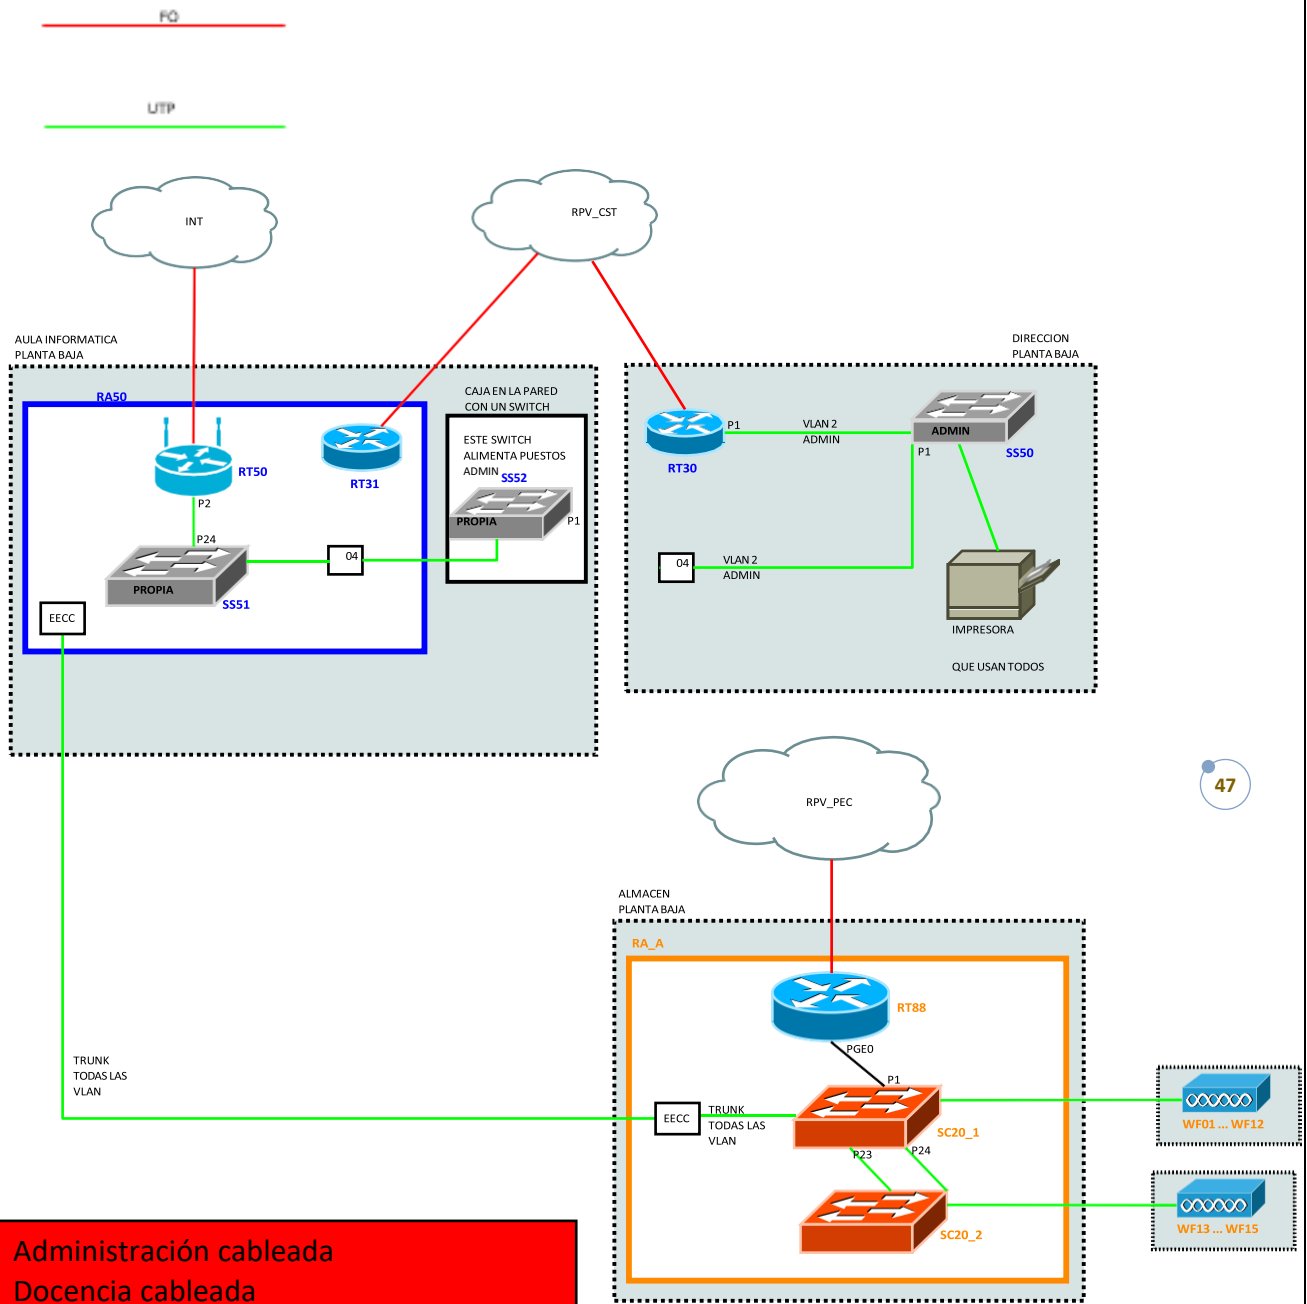 FO
UTP
INT
RPV_CST
AULA INFORMATICA
PLANTA BAJA
DIRECCION
PLANTA BAJA
RA50
CAJA EN LA PARED
CON UN SWITCH
ESTE SWITCH
ALIMENTA PUESTOS
ADMIN
SS52
PROPIA
P1
RT50
P2
RT31
P24
PROPIA
SS51
04
EECC
RT30
P1
VLAN 2
ADMIN
ADMIN
P1
SS50
04
VLAN 2
ADMIN
IMPRESORA
QUE USAN TODOS
RPV_PEC
47
ALMACEN
PLANTA BAJA
RA_A
RT88
PGE0
P1
TRUNK
TODAS LAS
VLAN
EECC
TRUNK
TODAS LAS
VLAN
SC20_1
P23
P24
SC20_2
WF01 ... WF12
WF13 ... WF15
Administración cableada
Docencia cableada